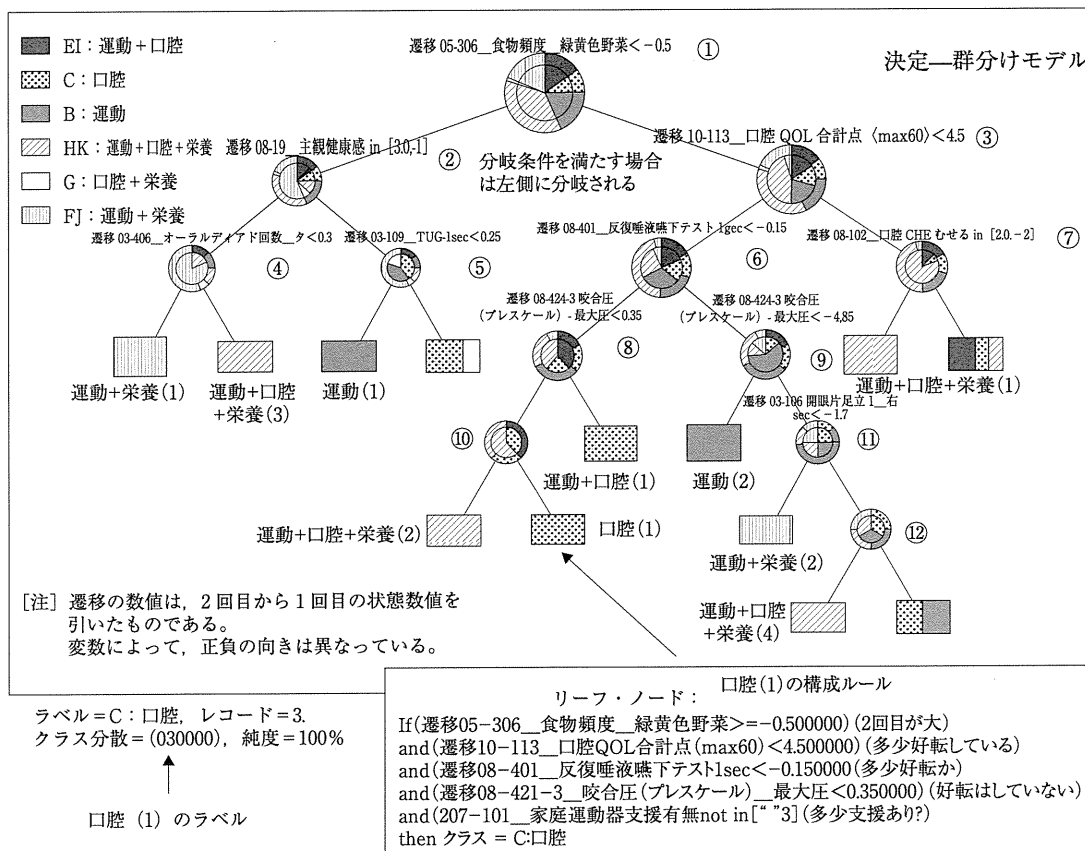 決定―群分けモデル
EI：運動+口腔
C：口腔
B：運動
HK：運動+口腔+栄養
G：口腔+栄養
FJ：運動+栄養
遷移 05-306__食物頻度__緑黄色野菜<-0.5
①
遷移 08-19__主観健康感 in [3.0,-1]
②
分岐条件を満たす場合
は左側に分岐される
遷移 10-113__口腔 QOL 合計点〈max60〉<4.5
③
遷移 03-406__オーラルディアド回数__タ<0.3
④
遷移 03-109__TUG-1sec<0.25
⑤
遷移 08-401__反復唾液嚥下テスト1gec<-0.15
⑥
遷移 08-102__口腔 CHE むせる in [2.0.-2]
⑦
遷移 08-424-3 咬合圧
（プレスケール）- 最大圧<0.35
⑧
遷移 08-424-3 咬合圧
（プレスケール）- 最大圧<-4,85
⑨
運動+栄養(1)
運動+口腔
+栄養(3)
運動(1)
運動+口腔+栄養(1)
遷移 03-106 開眼片足立 1__右
sec<-1.7
⑩
運動+口腔(1)
運動(2)
⑪
運動+口腔+栄養(2)
口腔(1)
運動+栄養(2)
⑫
運動+口腔
+栄養(4)
［注］遷移の数値は，2回目から1回目の状態数値を
引いたものである。
変数によって，正負の向きは異なっている。
ラベル=C：口腔，レコード=3.
クラス分散=(030000)，純度=100%
口腔（1）のラベル
口腔(1)の構成ルール
リーフ・ノード：
If(遷移05-306__食物頻度__緑黄色野菜>=-0.500000)(2回目が大)
and(遷移10-113__口腔QOL合計点(max60)<4.500000)(多少好転している)
and(遷移08-401__反復唾液嚥下テスト1sec<-0.150000(多少好転か)
and(遷移08-421-3__咬合圧(プレスケール)__最大圧<0.350000)(好転はしていない)
and(207-101__家庭運動器支援有無not in[“ ”3](多少支援あり?)
then クラス = C:口腔